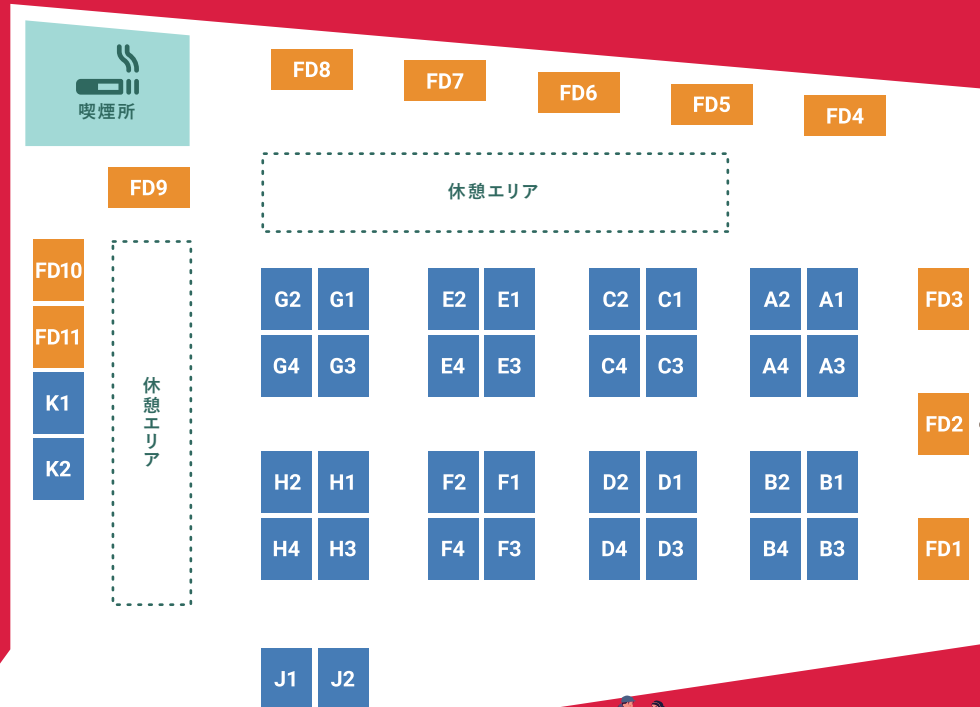 喫煙所
FD8
FD7
FD6
FD5
FD4
FD9
休憩エリア
FD10
FD11
K1
K2
休憩エリア
G2 G1 E2 E1 C2 C1 A2 A1 FD3
G4 G3 E4 E3 C4 C3 A4 A3
FD2
H2 H1 F2 F1 D2 D1 B2 B1
H4 H3 F4 F3 D4 D3 B4 B3 FD1
J1 J2